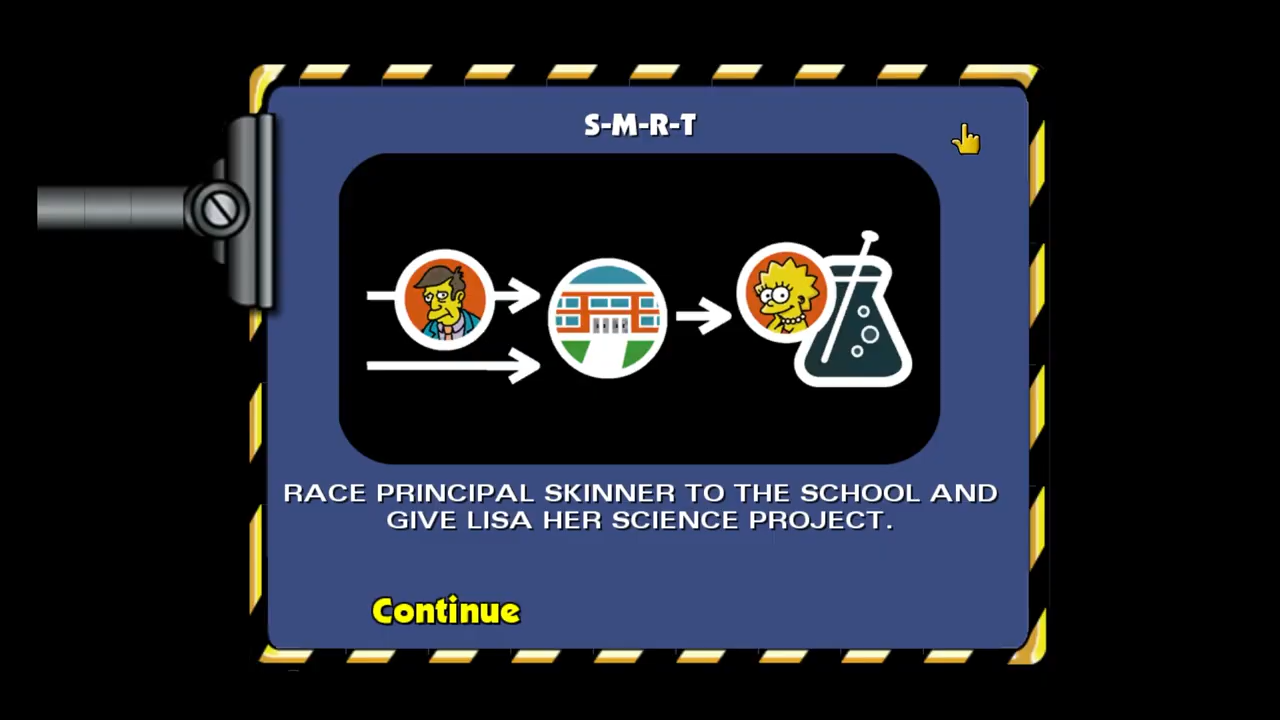 S-M-R-T
RACE PRINCIPAL SKINNER TO THE SCHOOL AND
GIVE LISA HER SCIENCE PROJECT.
Continue